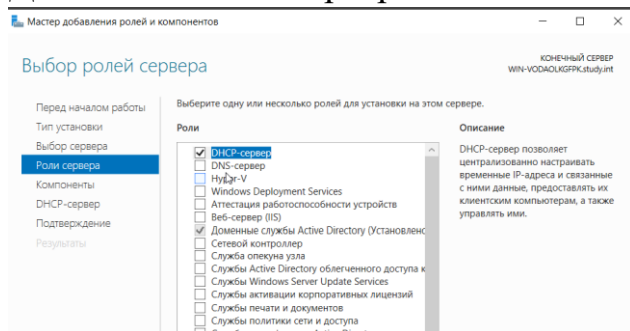 Мастер добавления ролей и компонентов
Выбор ролей сервера
КОНЕЧНЫЙ СЕРВЕР
WIN-VODAOLKGFPK.study.int
Перед началом работы
Тип установки
Выбор сервера
Роли сервера
Компоненты
DHCP-сервер
Подтверждение
Результаты
Выберите одну или несколько ролей для установки на этом сервере.
Роли
DHCP-сервер
DNS-сервер
Hyper-V
Windows Deployment Services
Аттестация работоспособности устройств
Веб-сервер (IIS)
Доменные службы Active Directory (Установлено
Сетевой контроллер
Служба опекуна узла
Службы Active Directory облегченного доступа к
Службы Windows Server Update Services
Службы активации корпоративных лицензий
Службы печати и документов
Службы политики сети и доступа
Описание
DHCP-сервер позволяет
централизованно настраивать
временные IP-адреса и связанные
с ними данные, предоставлять их
клиентским компьютерам, а также
управлять ими.